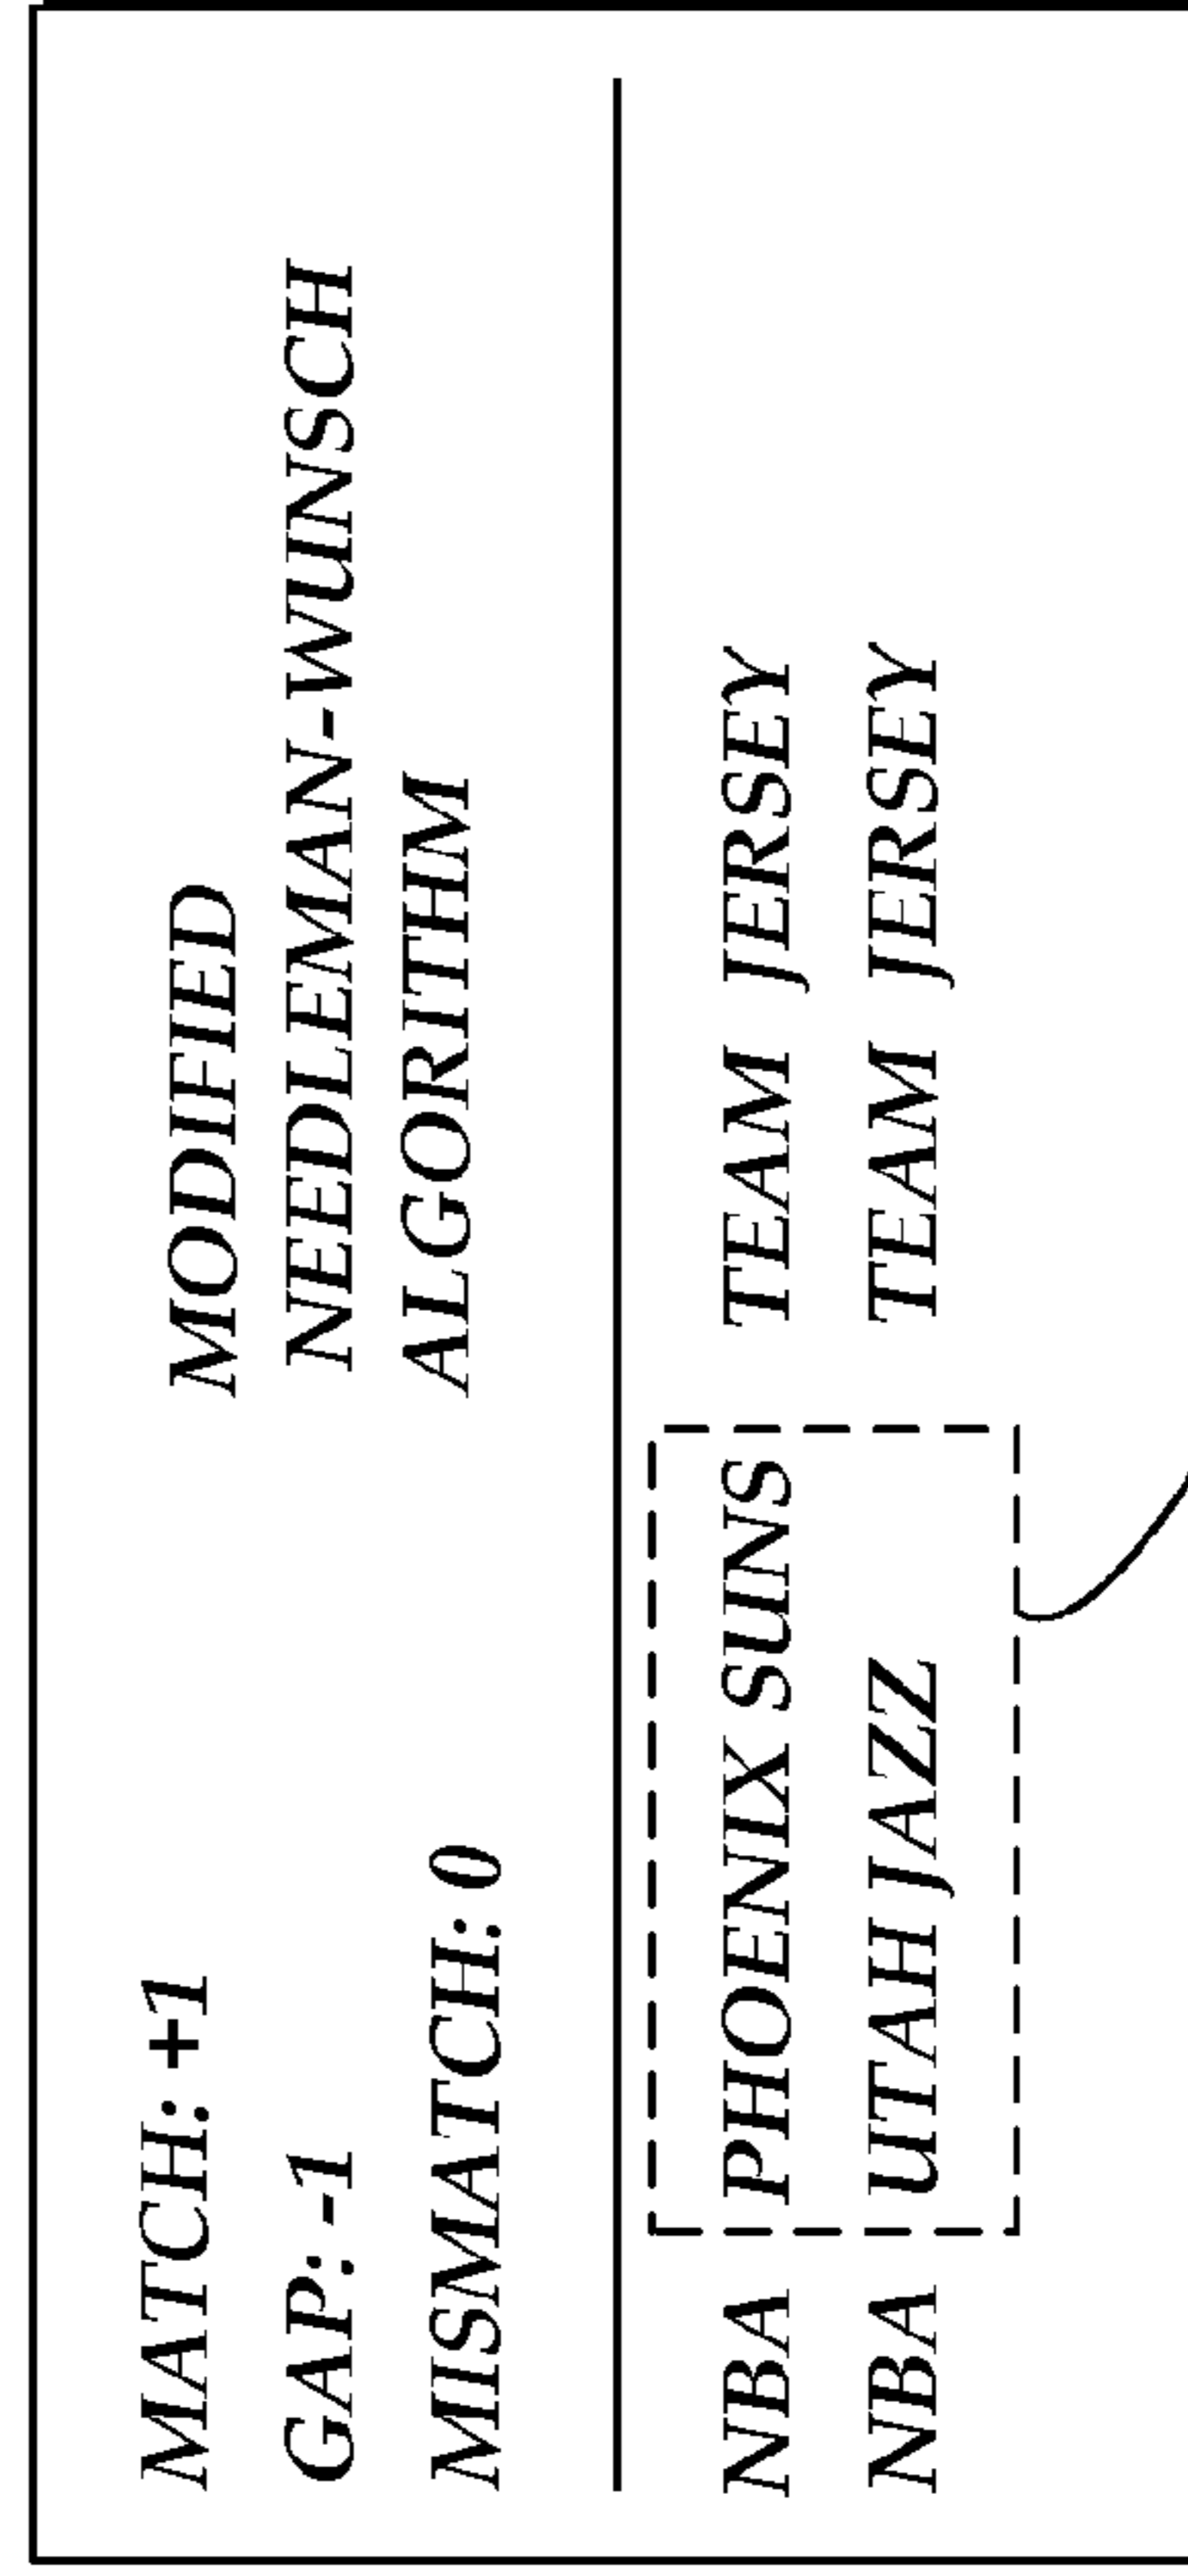 MATCH: +1
GAP: -1
MISMATCH: 0
MODIFIED
NEEDLEMAN-WUNSCH
ALGORITHM
NBA PHOENIX SUNS TEAM JERSEY
NBA UTAH JAZZ TEAM JERSEY